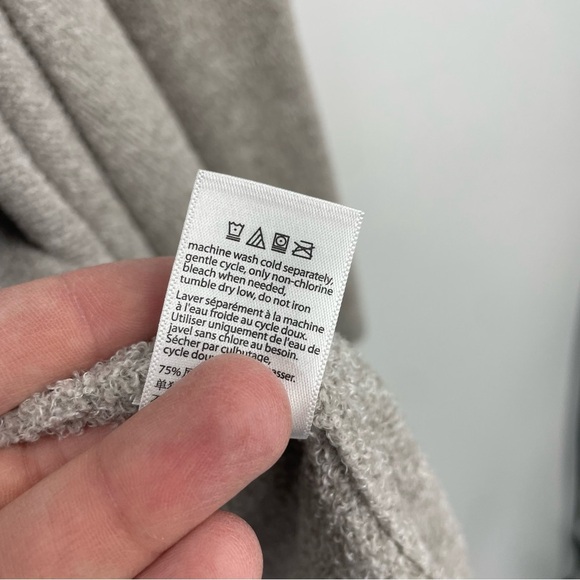 machine wash cold separately,
gentle cycle, only non-chlorine
bleach when needed,
tumble dry low, do not iron
Laver séparément à la machine
à l'eau froide au cycle doux.
Utiliser uniquement de l'eau de
javel sans chlore au besoin.
Sécher par culbutage,
cycle doux
75%
单